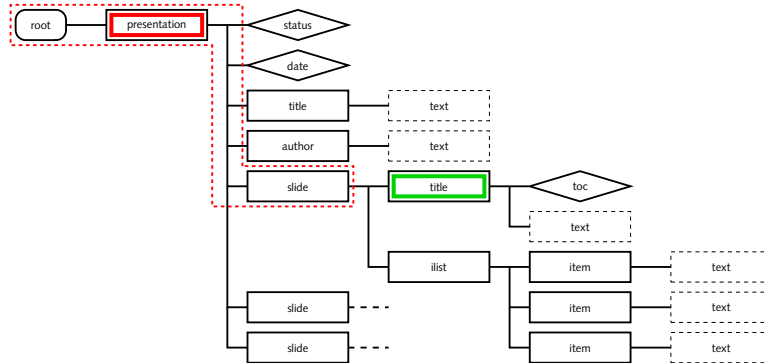 root presentation status
date
title text
author text
slide title toc
text
ilist item text
slide item text
slide item text